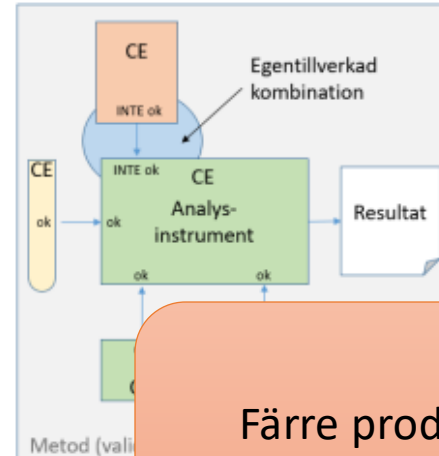 CE
INTE ok
Egentillverkad
kombination
CE
ok
INTE ok
ok
CE
Analys-
instrument
ok
ok
Resultat
Färre prod
Metod (vali